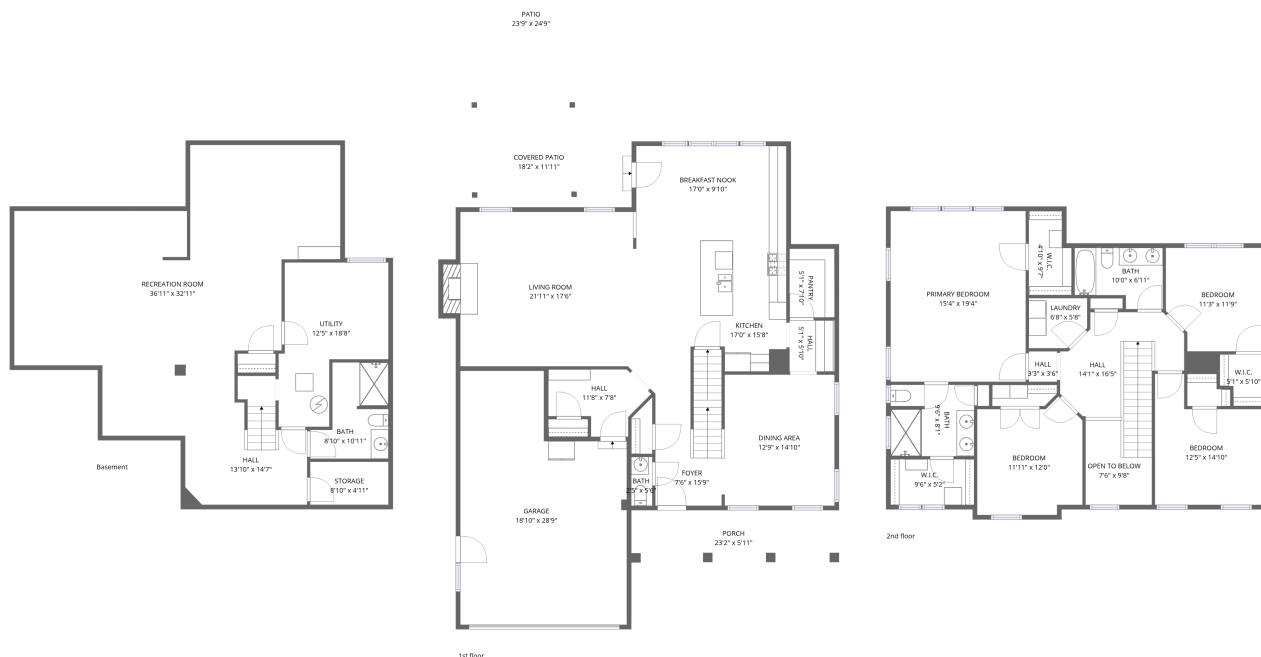 PATIO
23'9" x 24'9"
COVERED PATIO
18'2" x 11'11"
BREAKFAST NOOK
17'0" x 9'10"
RECREATION ROOM
36'11" x 32'11"
UTILITY
12'5" x 18'8"
BATH
8'10" x 10'11"
HALL
13'10" x 14'7"
STORAGE
8'10" x 4'11"
Basement
LIVING ROOM
21'11" x 17'6"
PANTRY
5'1" x 7'10"
KITCHEN
17'0" x 15'8"
HALL
5'1" x 5'10"
HALL
11'8" x 7'8"
DINING AREA
12'9" x 14'10"
FOYER
7'6" x 15'9"
BATH
2'5" x 5'6"
GARAGE
18'10" x 28'9"
PORCH
23'2" x 5'11"
1st floor
PRIMARY BEDROOM
15'4" x 19'4"
W.I.C.
4'10" x 9'7"
BATH
10'0" x 6'11"
BEDROOM
11'3" x 11'9"
LAUNDRY
6'8" x 5'8"
HALL
3'3" x 3'6"
HALL
14'1" x 16'5"
W.I.C.
5'1" x 5'10"
BATH
9'6" x 8'1"
BEDROOM
11'11" x 12'0"
OPEN TO BELOW
7'6" x 9'8"
BEDROOM
12'5" x 14'10"
W.I.C.
9'6" x 5'2"
2nd floor